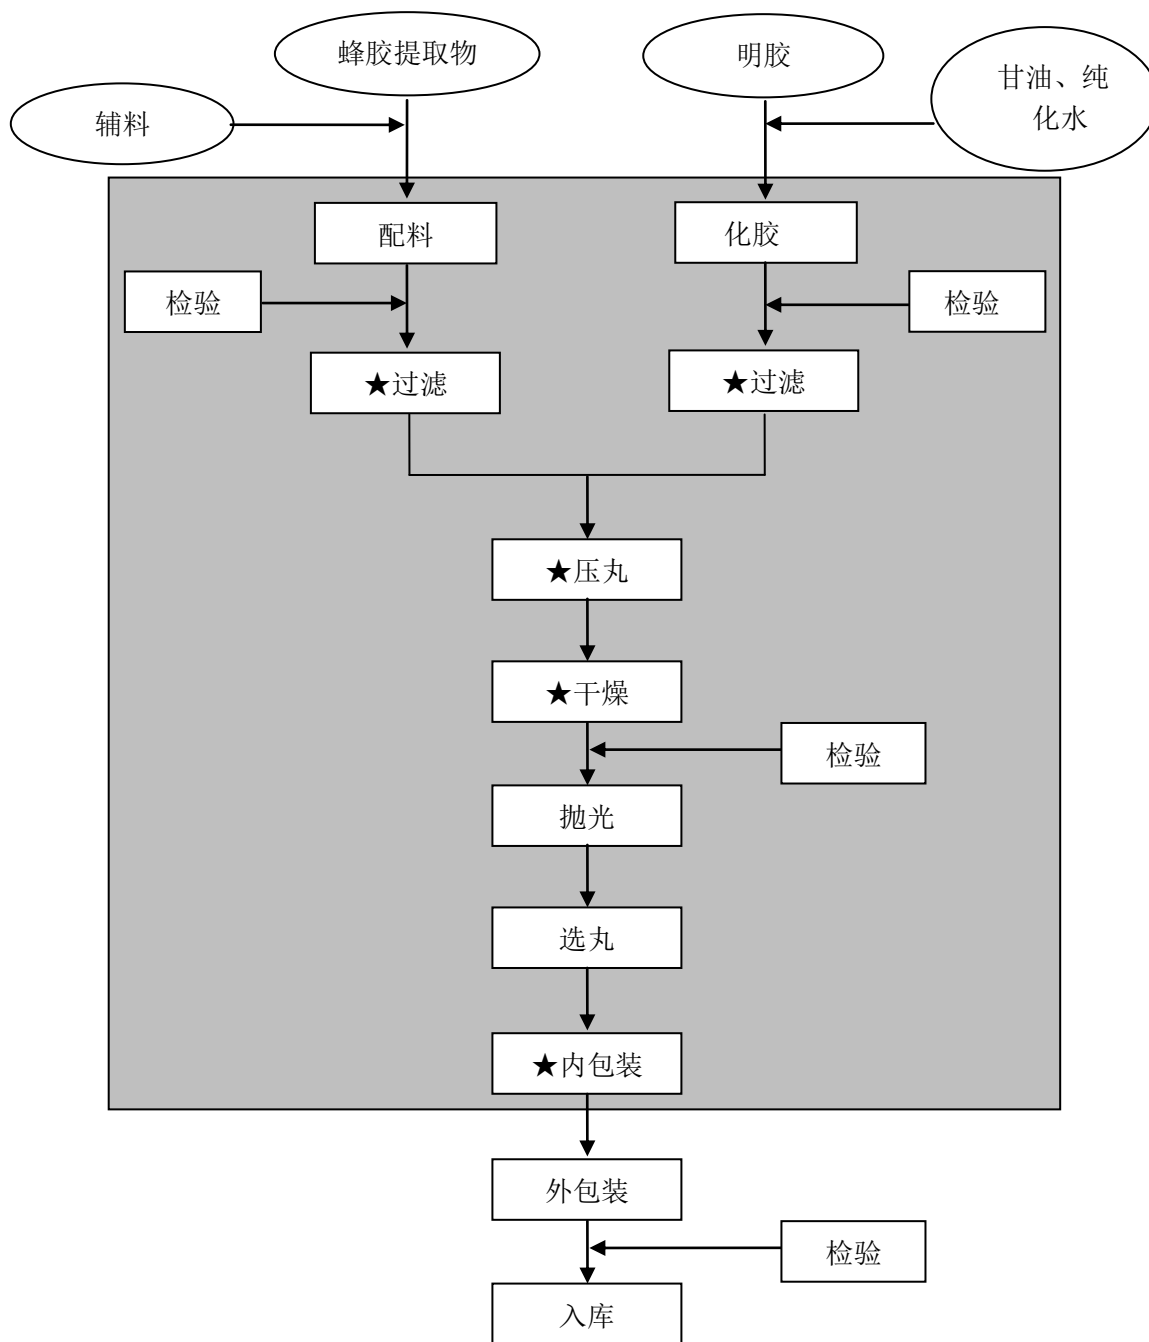 蜂胶提取物
明胶
甘油、纯
化水
辅料
配料
化胶
检验
检验
★过滤
★过滤
★压丸
★干燥
检验
抛光
选丸
★内包装
外包装
检验
入库